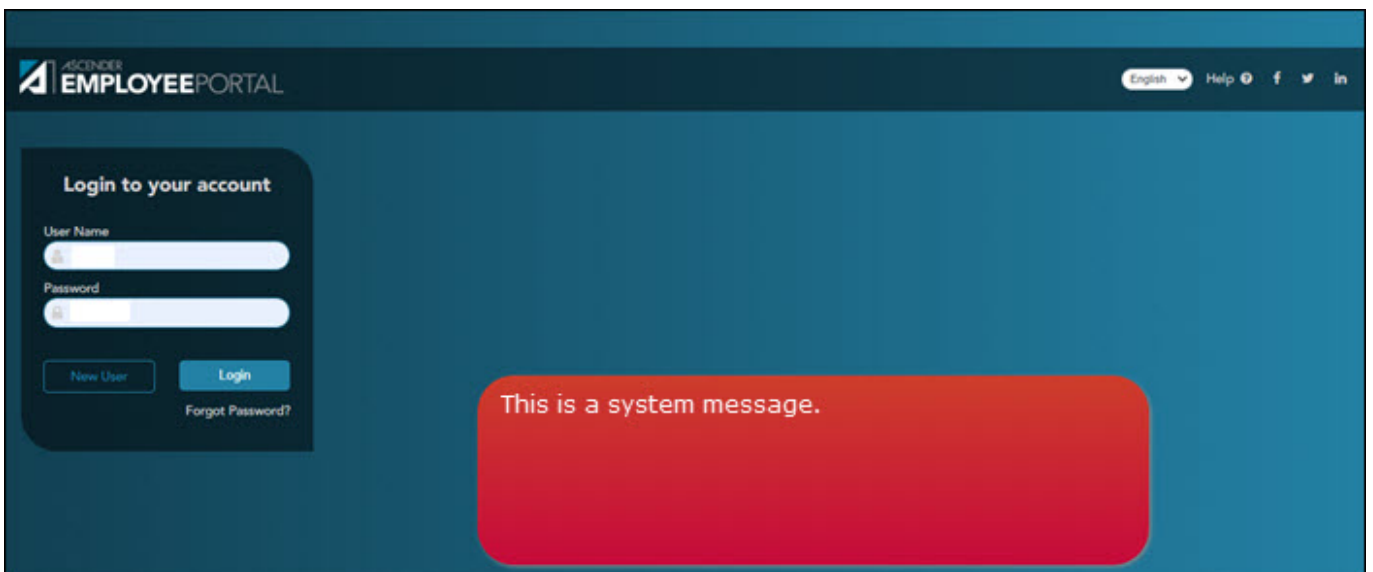 ASCENDER
EMPLOYEEPORTAL
English
Help
Login to your account
User Name
Password
New User
Login
Forgot Password?
This is a system message.